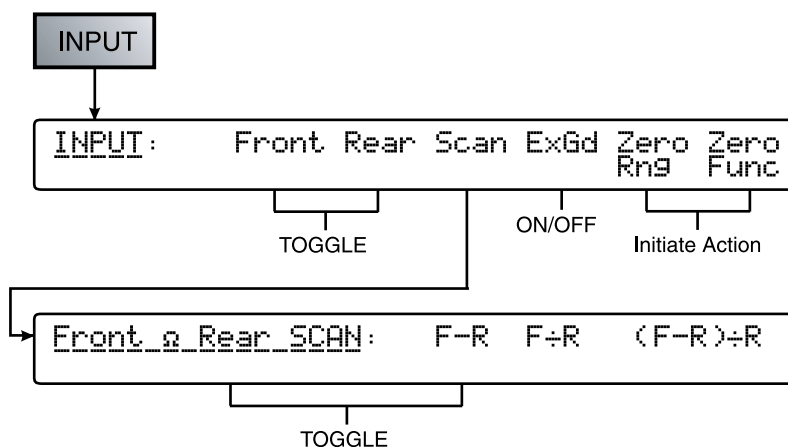 INPUT
INPUT: Front Rear Scan ExGd Zero Zero
Rng Func
TOGGLE ON/OFF Initiate Action
Front Ω Rear SCAN: F−R F÷R (F−R)÷R
TOGGLE